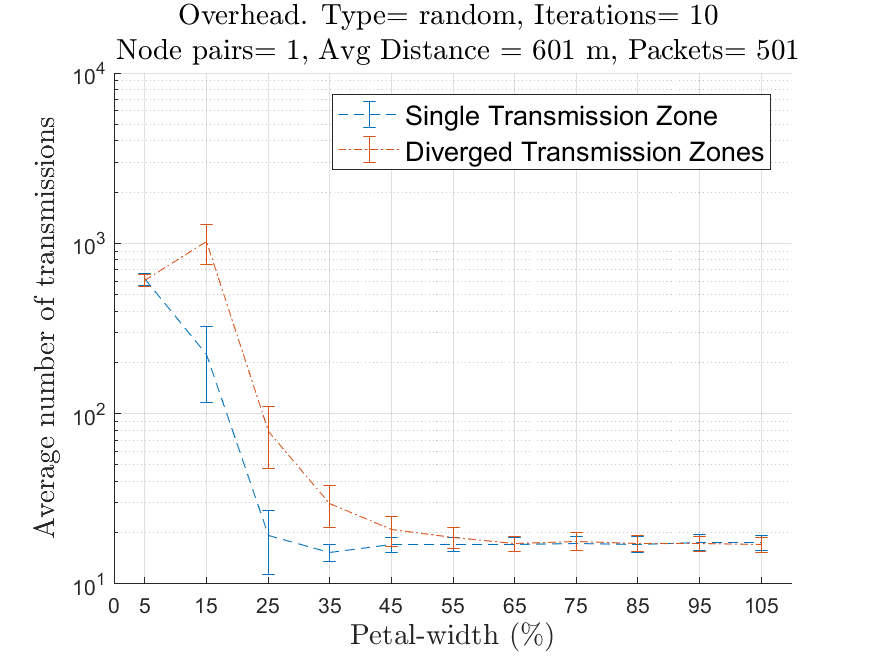 Overhead. Type= random, Iterations= 10
Node pairs= 1, Avg Distance = 601 m, Packets= 501
Single Transmission Zone
Diverged Transmission Zones
Average number of transmissions
10^4
10^3
10^2
10^1
0 5 15 25 35 45 55 65 75 85 95 105
Petal-width (%)